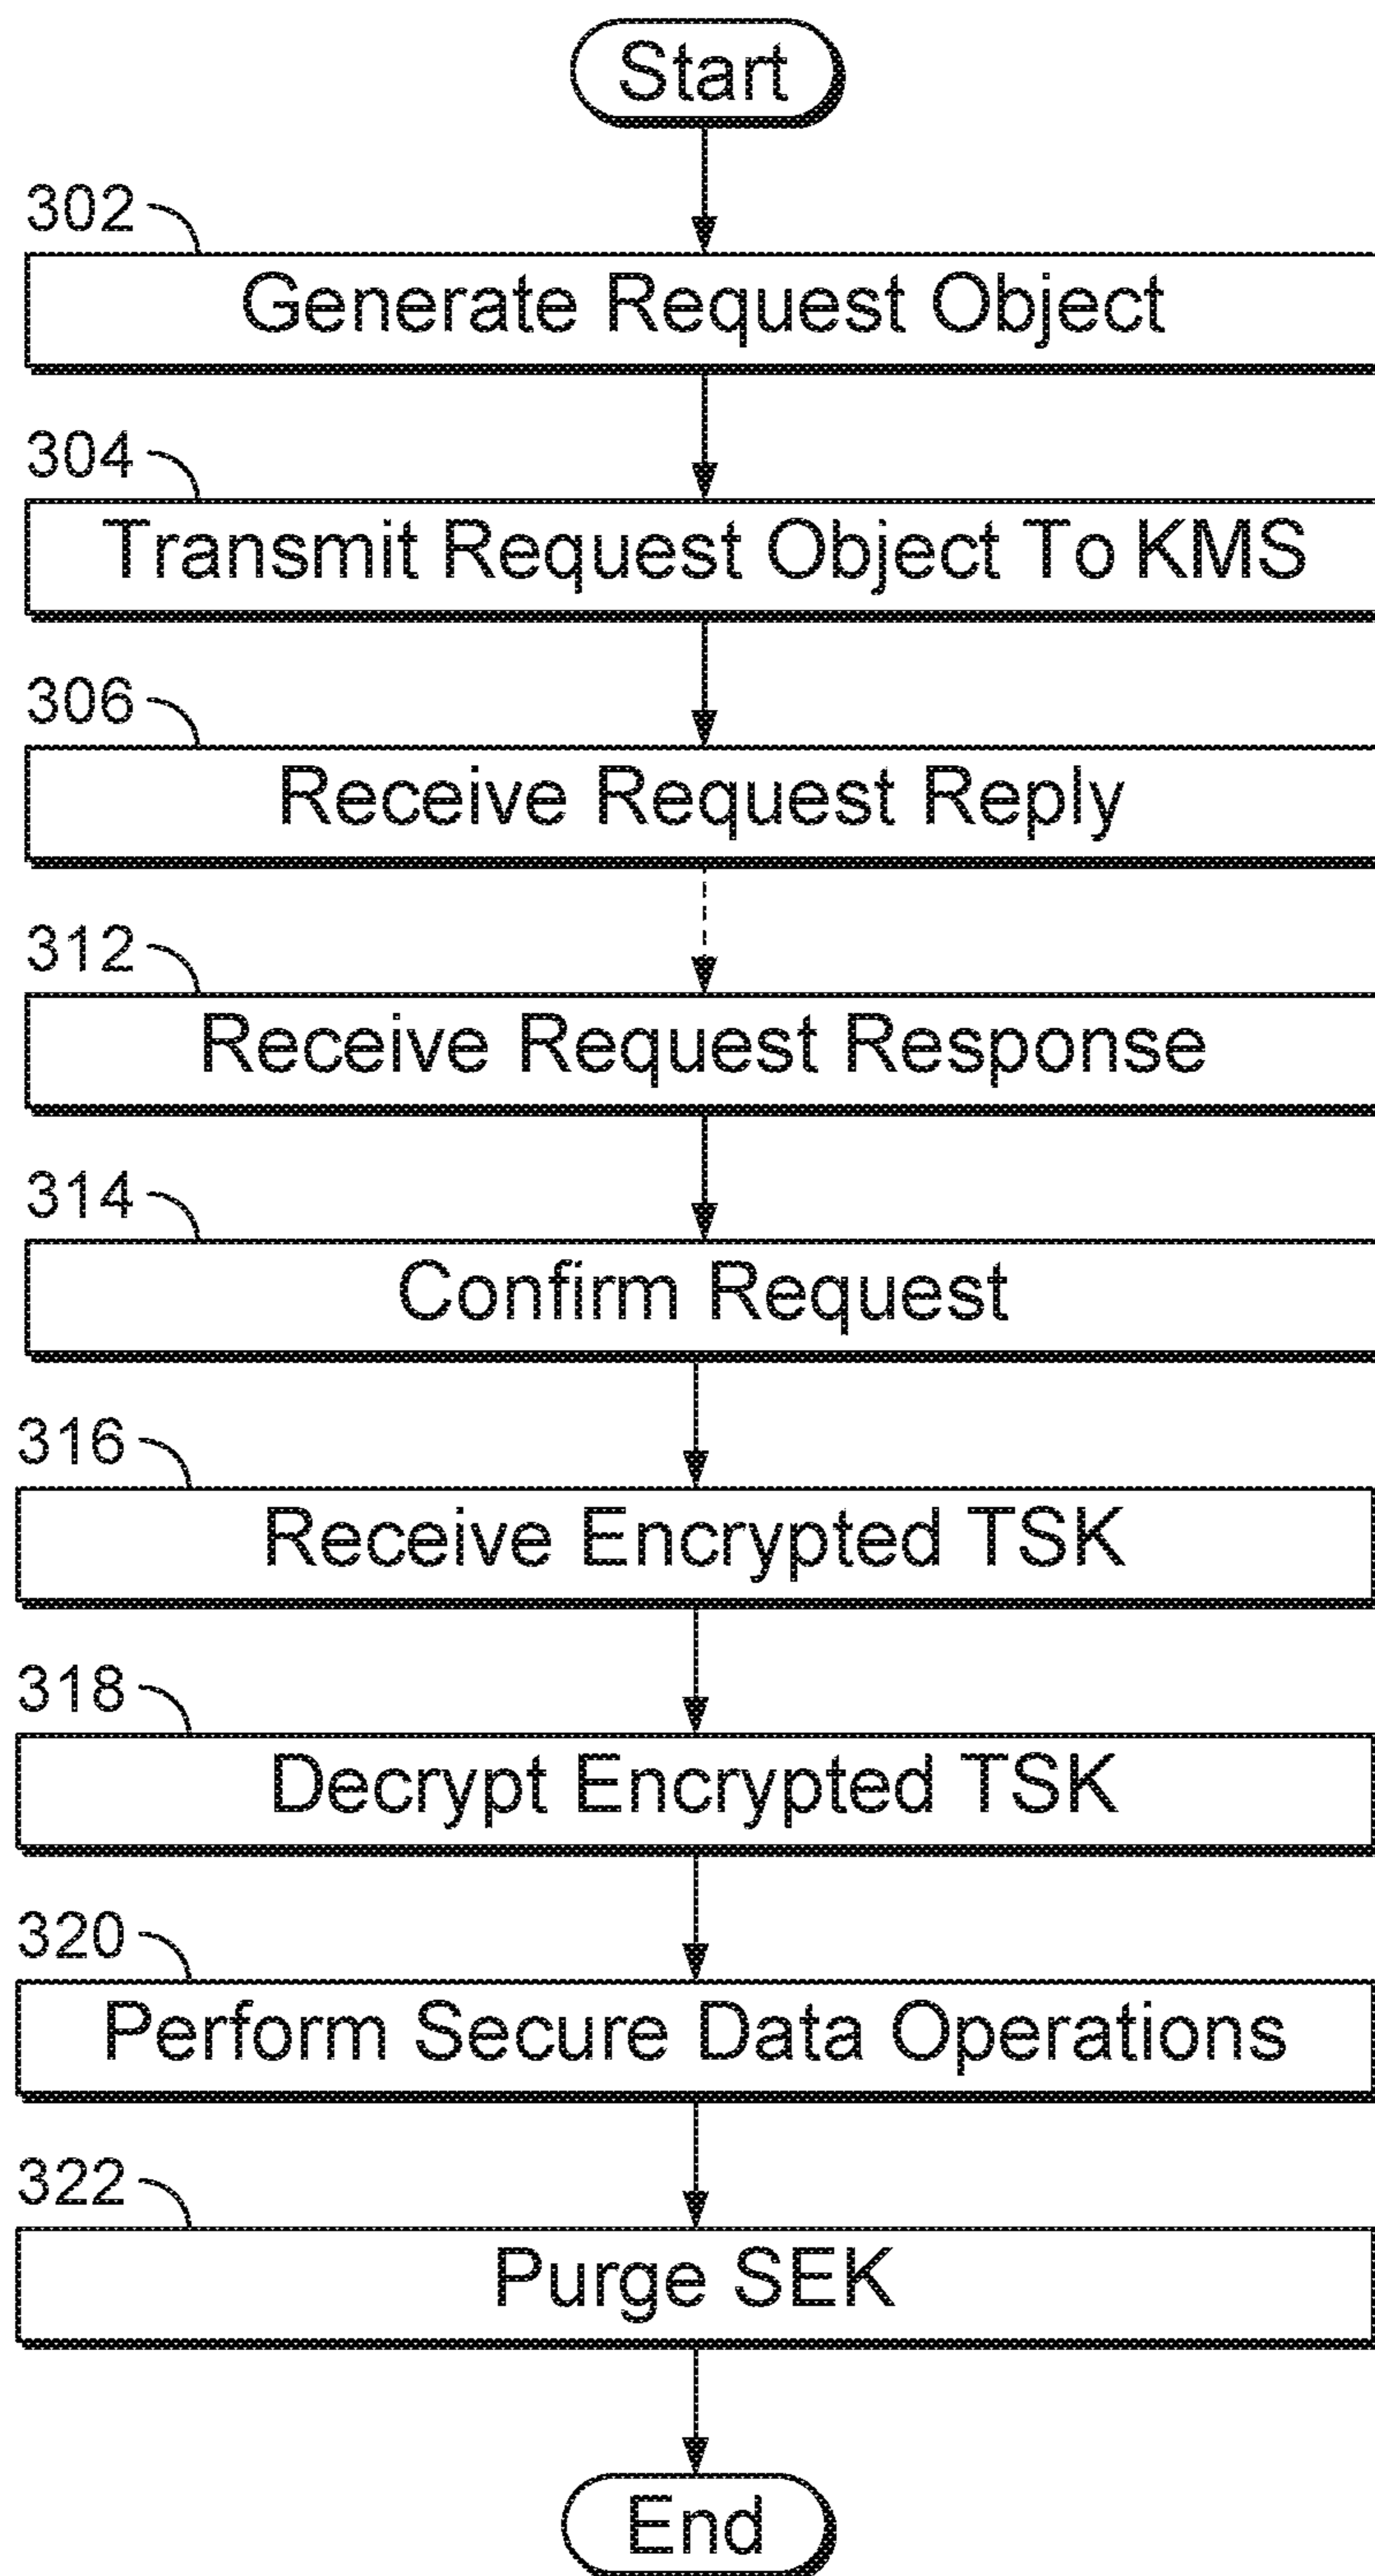 Start
302
Generate Request Object
304
Transmit Request Object To KMS
306
Receive Request Reply
312
Receive Request Response
314
Confirm Request
316
Receive Encrypted TSK
318
Decrypt Encrypted TSK
320
Perform Secure Data Operations
322
Purge SEK
End